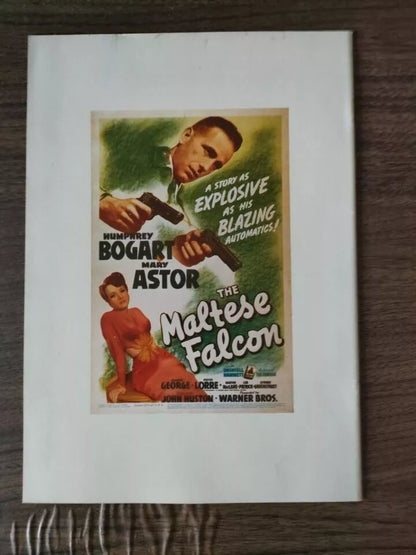 A STORY AS
EXPLOSIVE
AS HIS
BLAZING
AUTOMATICS!
HUMPHREY
BOGART
MARY
ASTOR
THE
Maltese
Falcon
GEORGE · LORRE ·
JOHN HUSTON · WARNER BROS.